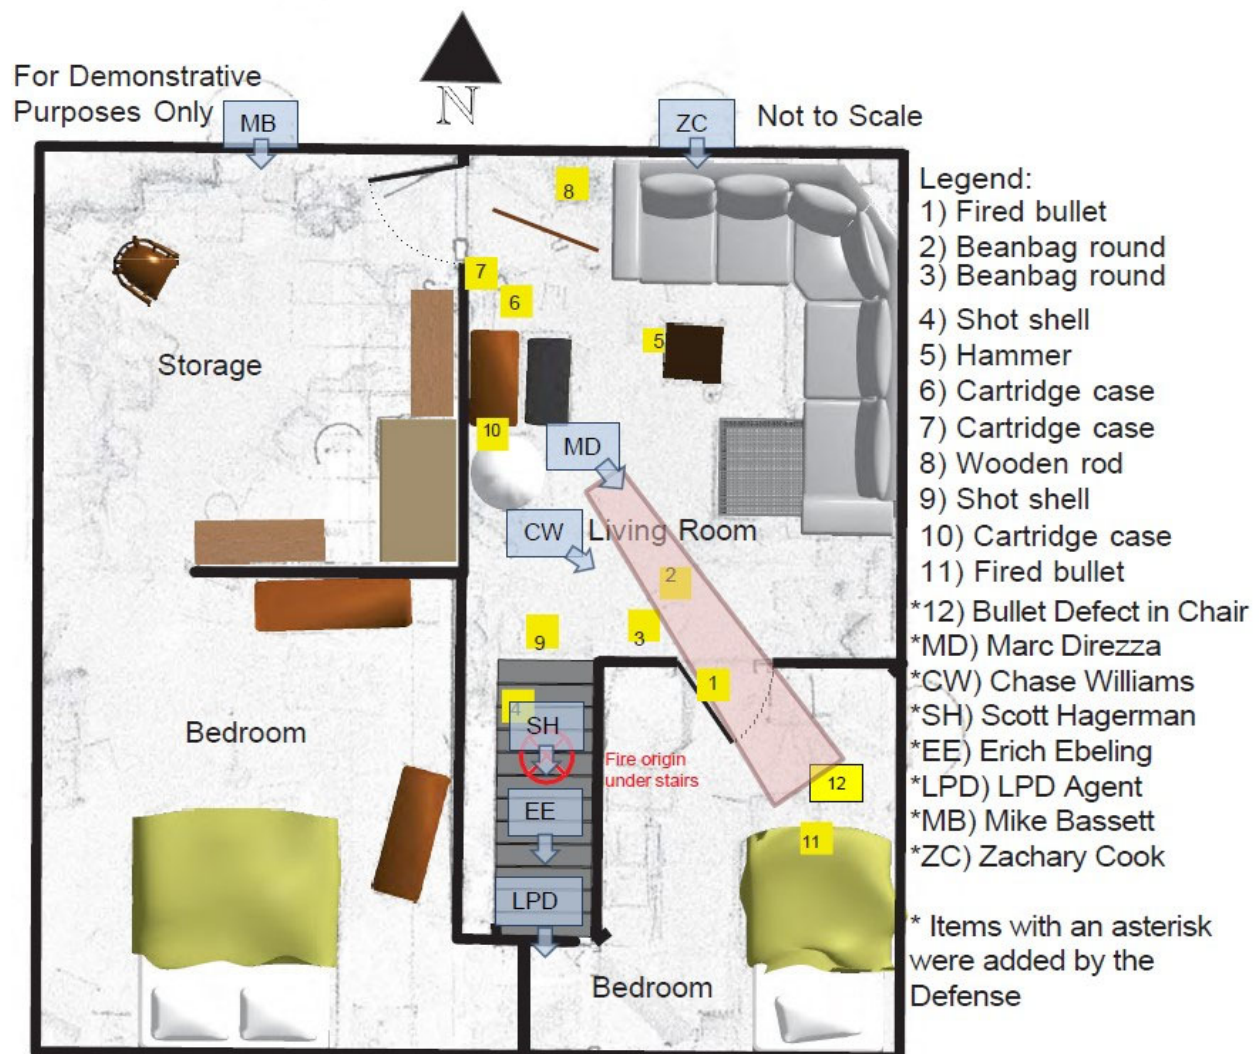 For Demonstrative
Purposes Only
N
Not to Scale
MB
ZC
8
7
6
5
Storage
10
MD
CW
Living Room
2
3
9
1
4
SH
Fire origin
under stairs
EE
12
11
LPD
Bedroom
Bedroom
Legend:
1) Fired bullet
2) Beanbag round
3) Beanbag round
4) Shot shell
5) Hammer
6) Cartridge case
7) Cartridge case
8) Wooden rod
9) Shot shell
10) Cartridge case
11) Fired bullet
*12) Bullet Defect in Chair
*MD) Marc Direzza
*CW) Chase Williams
*SH) Scott Hagerman
*EE) Erich Ebeling
*LPD) LPD Agent
*MB) Mike Bassett
*ZC) Zachary Cook
* Items with an asterisk
were added by the
Defense